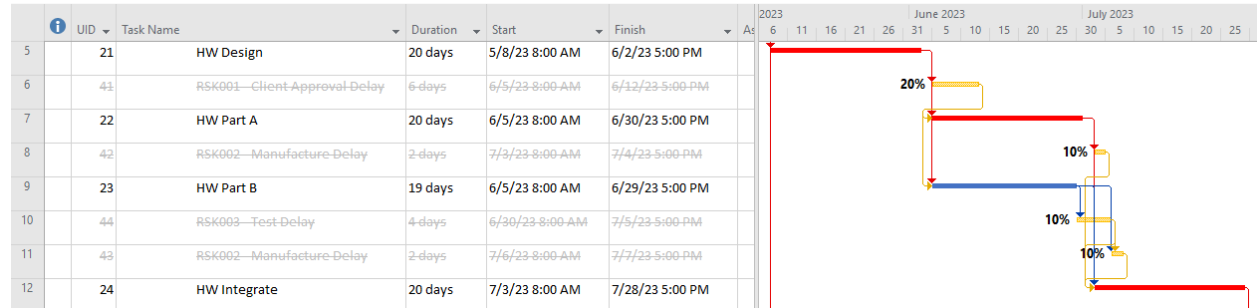 2023 June 2023 July 2023
UID Task Name Duration Start Finish As 6 11 16 21 26 31 5 10 15 20 25 30 5 10 15 20 25
5 21 HW Design 20 days 5/8/23 8:00 AM 6/2/23 5:00 PM
6 41 RSK001 - Client Approval Delay 6 days 6/5/23 8:00 AM 6/12/23 5:00 PM 20%
7 22 HW Part A 20 days 6/5/23 8:00 AM 6/30/23 5:00 PM
8 42 RSK002 - Manufacture Delay 2 days 7/3/23 8:00 AM 7/4/23 5:00 PM 10%
9 23 HW Part B 19 days 6/5/23 8:00 AM 6/29/23 5:00 PM
10 44 RSK003 - Test Delay 4 days 6/30/23 8:00 AM 7/5/23 5:00 PM 10%
11 43 RSK002 - Manufacture Delay 2 days 7/6/23 8:00 AM 7/7/23 5:00 PM 10%
12 24 HW Integrate 20 days 7/3/23 8:00 AM 7/28/23 5:00 PM